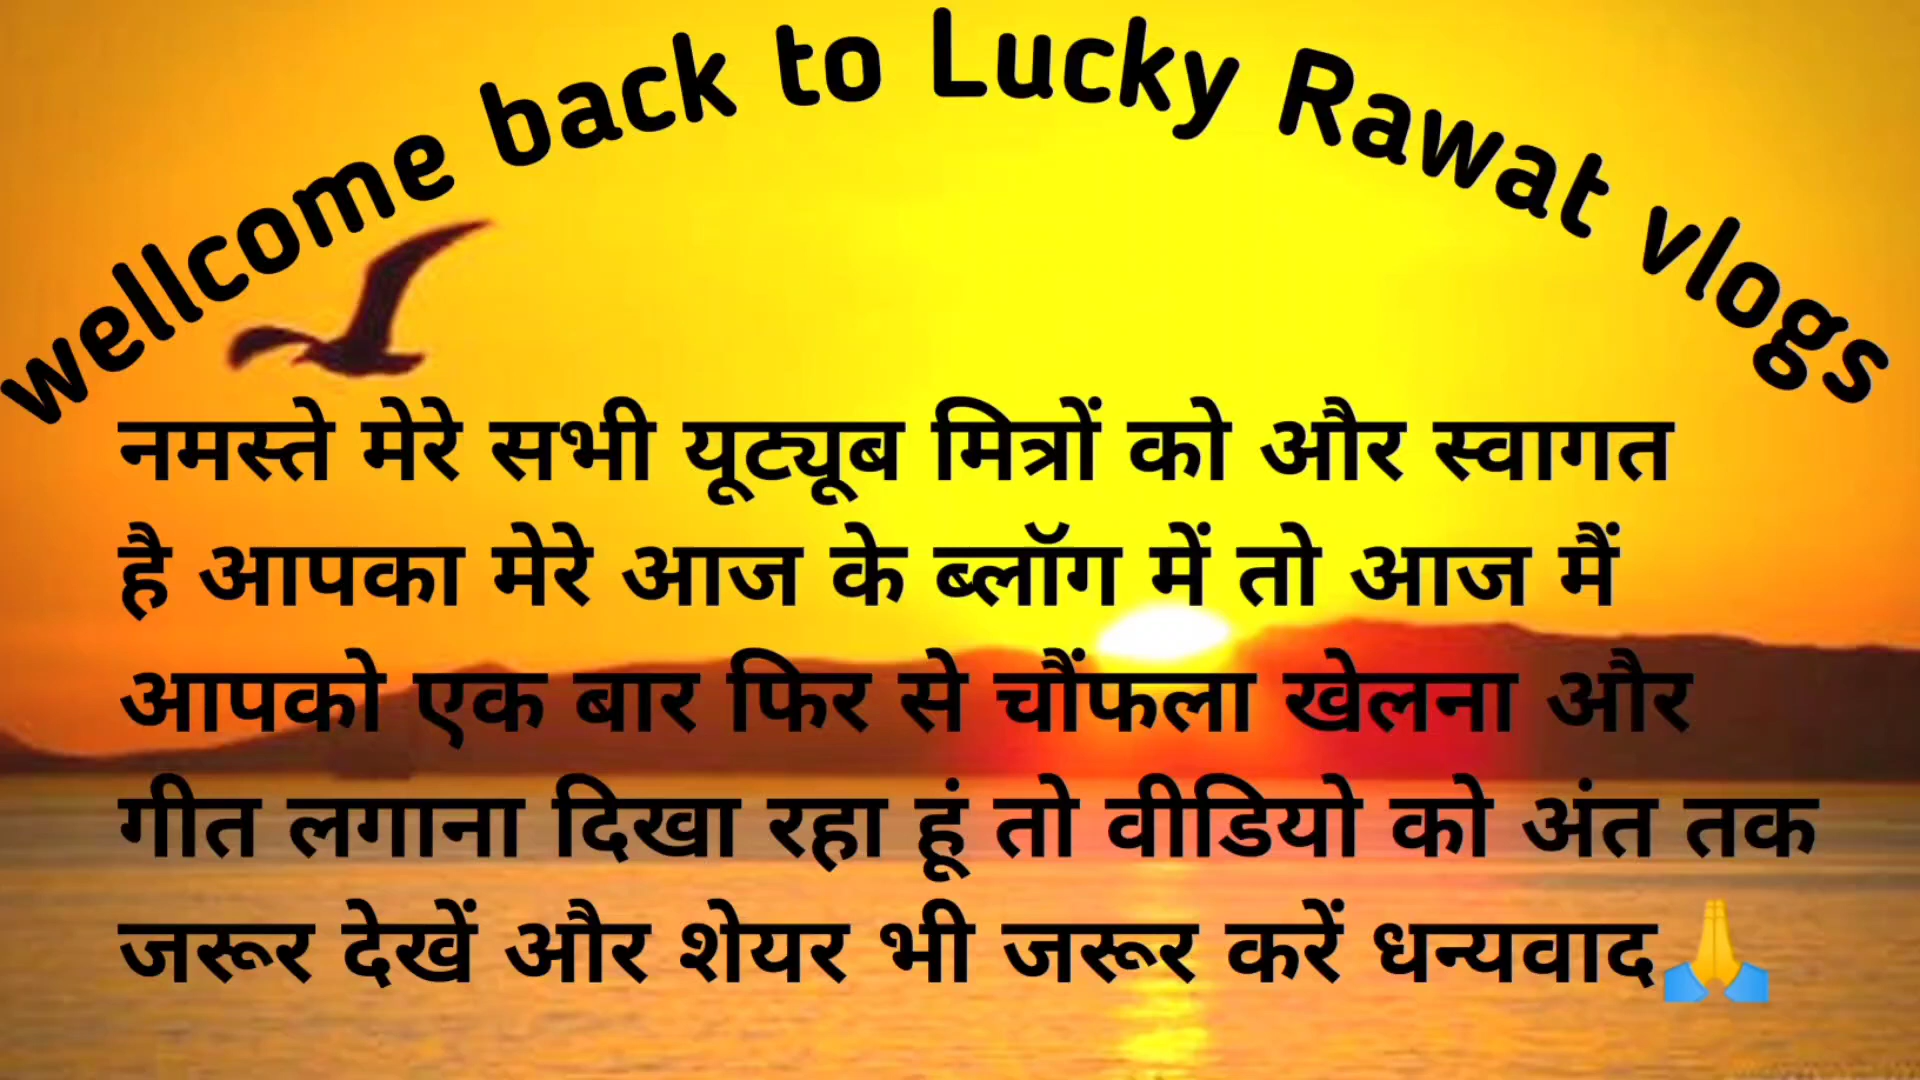 wellcome back to Lucky Rawat vlogs
नमस्ते मेरे सभी यूट्यूब मित्रों को और स्वागत
है आपका मेरे आज के ब्लॉग में तो आज मैं
आपको एक बार फिर से चौंफला खेलना और
गीत लगाना दिखा रहा हूं तो वीडियो को अंत तक
जरूर देखें और शेयर भी जरूर करें धन्यवाद🙏